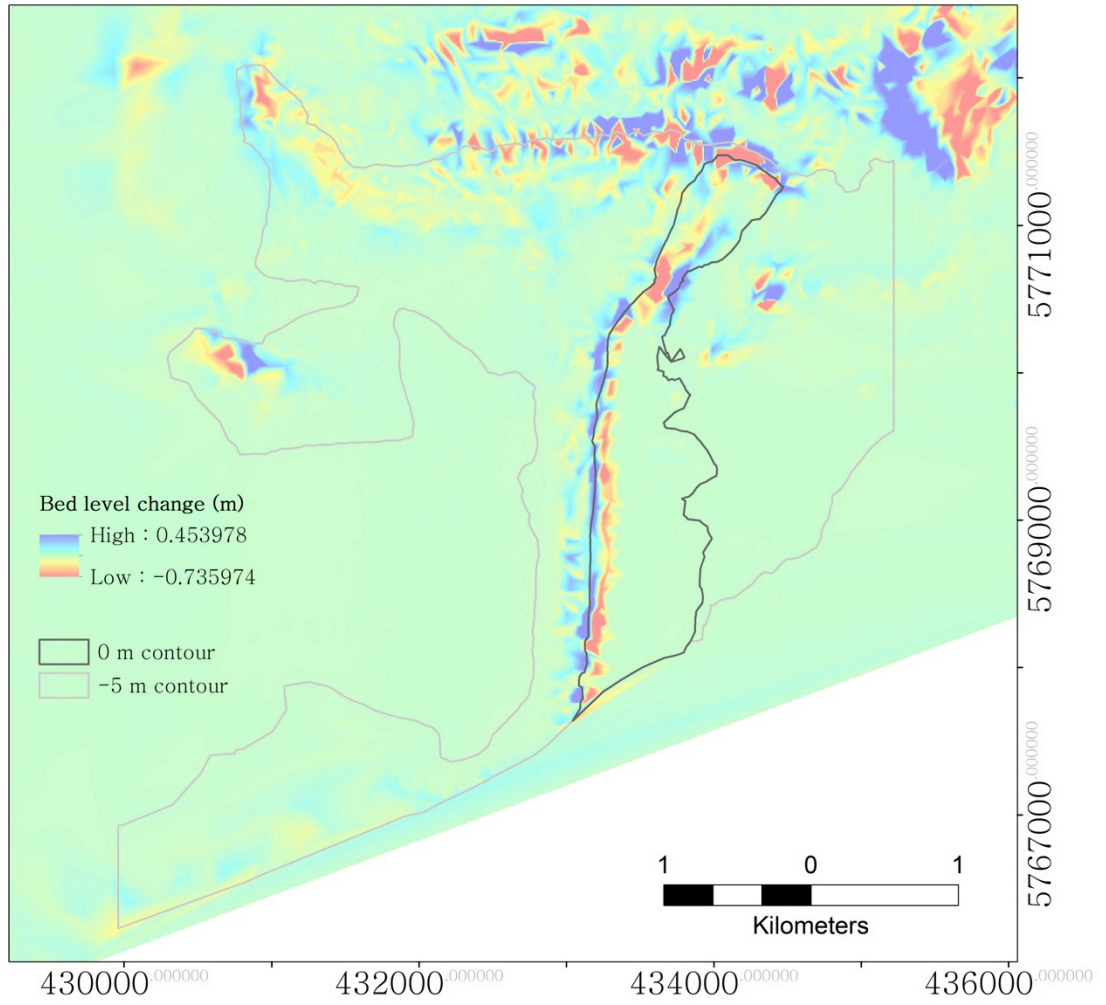 Bed level change (m)
High : 0.453978
Low : -0.735974
0 m contour
-5 m contour
5771000.000000
5769000.000000
5767000.000000
1 0 1
Kilometers
430000.000000 432000.000000 434000.000000 436000.000000